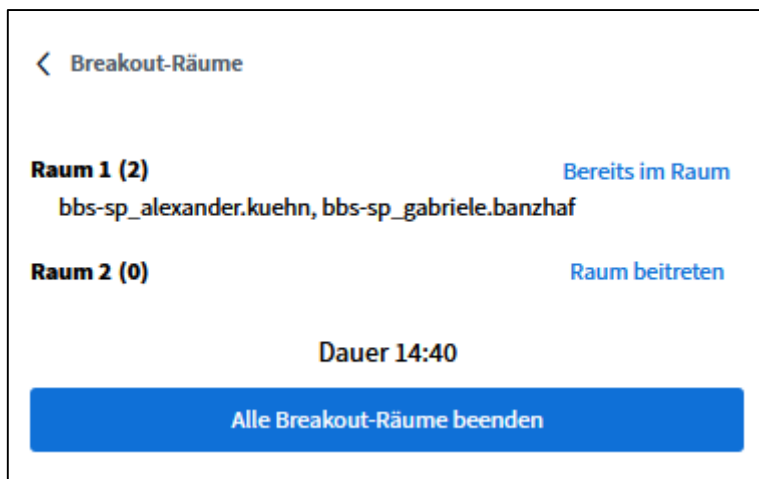 Breakout-Räume
Raum 1 (2) Bereits im Raum
bbs-sp_alexander.kuehn, bbs-sp_gabriele.banzhaf
Raum 2 (0) Raum beitreten
Dauer 14:40
Alle Breakout-Räume beenden